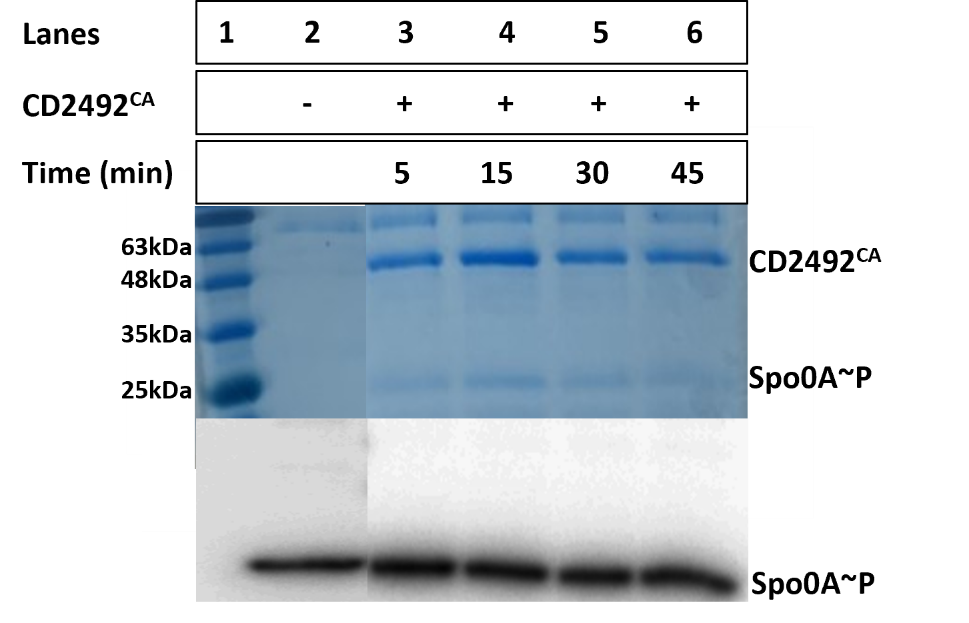 Lanes 1 2 3 4 5 6
CD2492CA - + + + +
Time (min) 5 15 30 45
63kDa
CD2492CA
48kDa
35kDa
Spo0A~P
25kDa
Spo0A~P